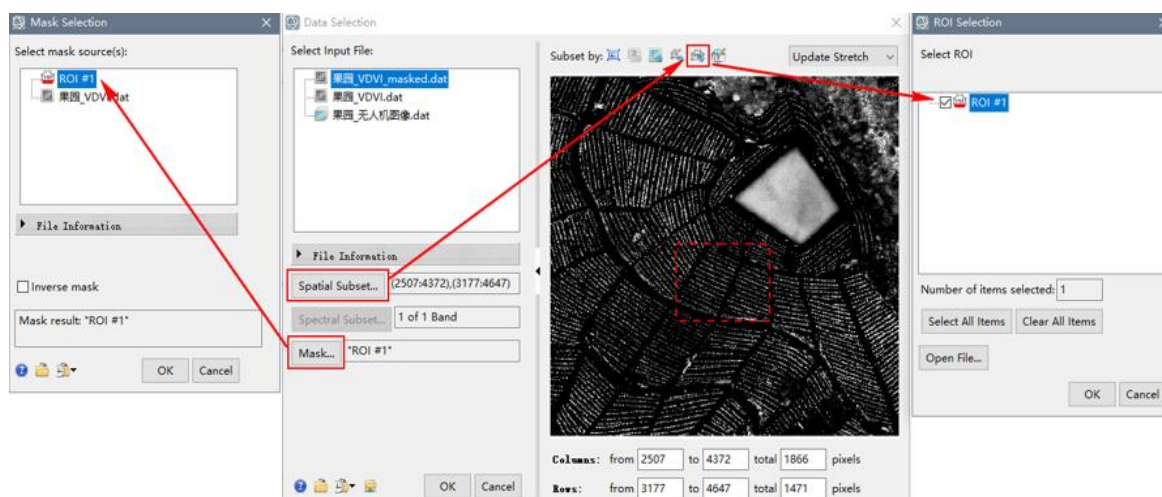 Mask Selection
Select mask source(s):
ROI #1
果园_VDVI.dat
File Information
Inverse mask
Mask result: "ROI #1"
OK
Cancel
Data Selection
Select Input File:
果园_VDVI_masked.dat
果园_VDVI.dat
果园_无人机图像.dat
File Information
Spatial Subset... (2507:4372),(3177:4647)
Spectral Subset... 1 of 1 Band
Mask... "ROI #1"
OK
Cancel
Subset by:
Update Stretch
Columns: from 2507 to 4372 total 1866 pixels
Rows: from 3177 to 4647 total 1471 pixels
ROI Selection
Select ROI
ROI #1
Number of items selected: 1
Select All Items
Clear All Items
Open File...
OK
Cancel